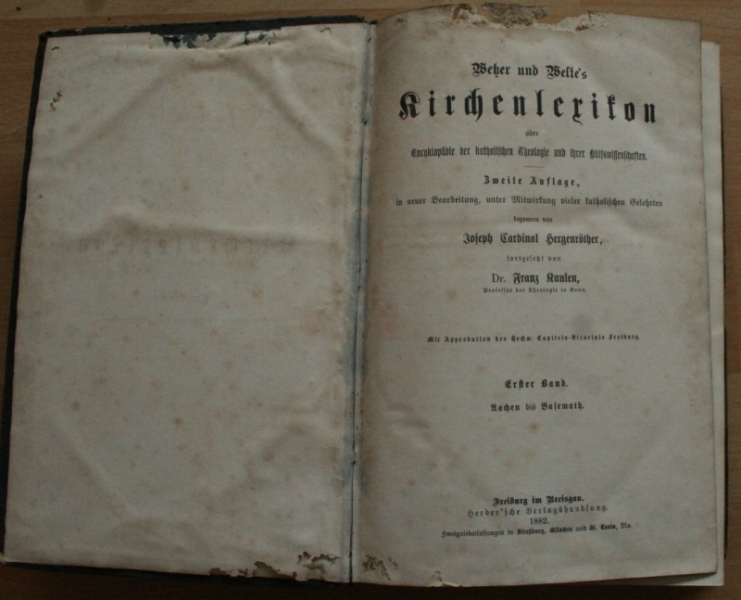 Wetzer und Welte's
Kirchenlexikon
oder
Encyklopädie der katholischen Theologie und ihrer Hülfswissenschaften.
Zweite Auflage,
in neuer Bearbeitung, unter Mitwirkung vieler katholischen Gelehrten
begonnen von
Joseph Cardinal Hergenröther,
fortgesetzt von
Dr. Franz Kaulen,
Professor der Theologie in Bonn.
Mit Approbation des hochw. Capitels-Vicariats Freiburg.
Erster Band.
Aachen bis Basemath.
Freiburg im Breisgau.
Herder'sche Verlagshandlung.
1882.
Zweigniederlassungen in Straßburg, München und St. Louis, Mo.